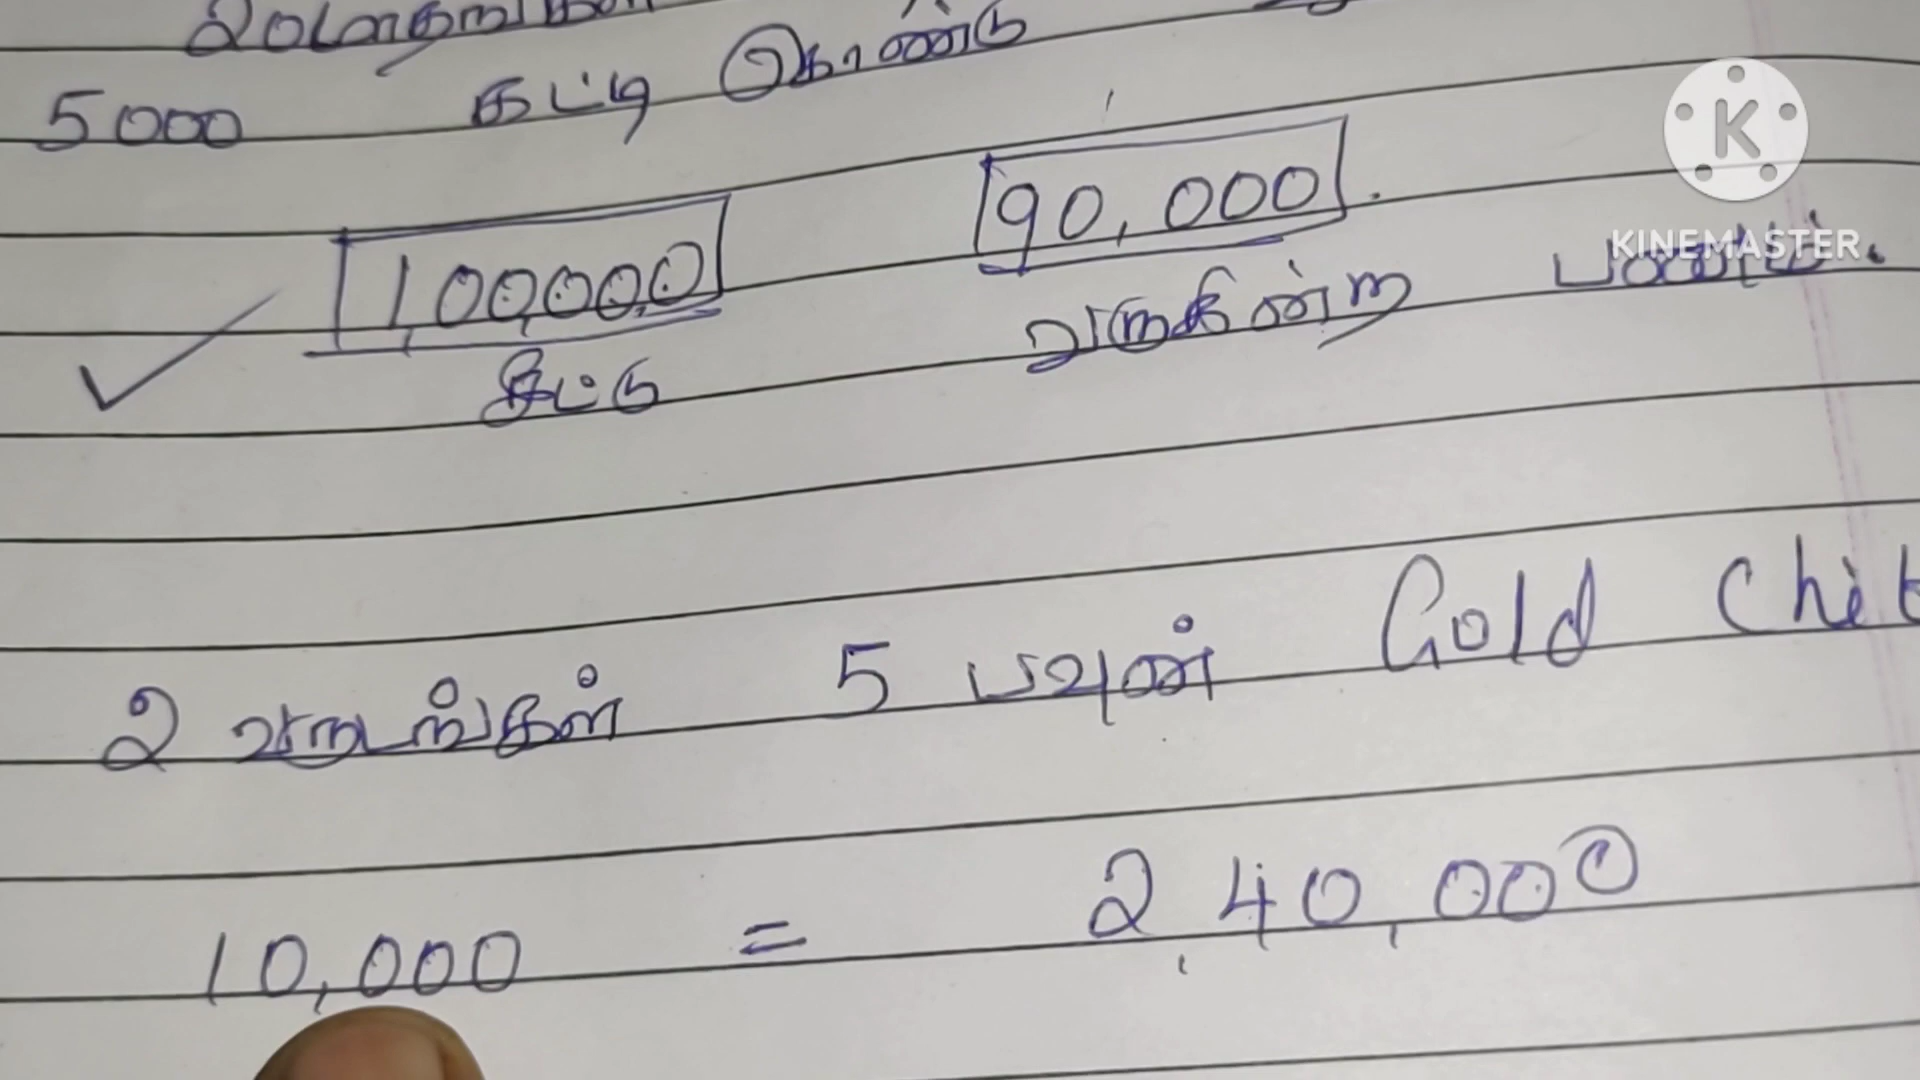 5000 கட்டி கொண்டு
1,00,000 90,000.
சீட்டு வருகின்ற பணம்.
2 வருடங்கள் 5 பவுன் Gold Chit
10,000 = 2,40,000
K
KINEMASTER